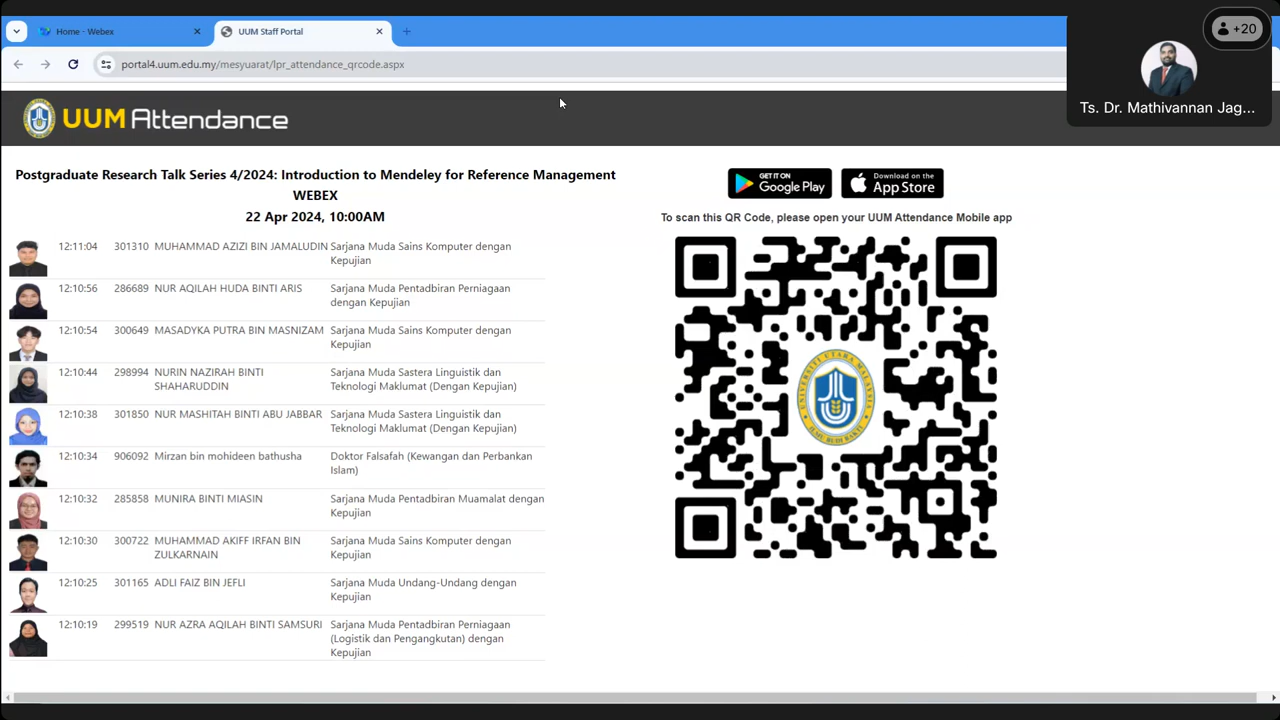 Home - Webex
UUM Staff Portal
+20
portal4.uum.edu.my/mesyuarat/lpr_attendance_qrcode.aspx
Ts. Dr. Mathivannan Jag...
UUM Attendance
Postgraduate Research Talk Series 4/2024: Introduction to Mendeley for Reference Management
WEBEX
22 Apr 2024, 10:00AM
GET IT ON
Google Play
Download on the
App Store
To scan this QR Code, please open your UUM Attendance Mobile app
12:11:04 301310 MUHAMMAD AZIZI BIN JAMALUDIN Sarjana Muda Sains Komputer dengan
Kepujian
12:10:56 286689 NUR AQILAH HUDA BINTI ARIS Sarjana Muda Pentadbiran Perniagaan
dengan Kepujian
12:10:54 300649 MASADYKA PUTRA BIN MASNIZAM Sarjana Muda Sains Komputer dengan
Kepujian
12:10:44 298994 NURIN NAZIRAH BINTI Sarjana Muda Sastera Linguistik dan
SHAHARUDDIN Teknologi Maklumat (Dengan Kepujian)
12:10:38 301850 NUR MASHITAH BINTI ABU JABBAR Sarjana Muda Sastera Linguistik dan
Teknologi Maklumat (Dengan Kepujian)
12:10:34 906092 Mirzan bin mohideen bathusha Doktor Falsafah (Kewangan dan Perbankan
Islam)
12:10:32 285858 MUNIRA BINTI MIASIN Sarjana Muda Pentadbiran Muamalat dengan
Kepujian
12:10:30 300722 MUHAMMAD AKIFF IRFAN BIN Sarjana Muda Sains Komputer dengan
ZULKARNAIN Kepujian
12:10:25 301165 ADLI FAIZ BIN JEFLI Sarjana Muda Undang-Undang dengan
Kepujian
12:10:19 299519 NUR AZRA AQILAH BINTI SAMSURI Sarjana Muda Pentadbiran Perniagaan
(Logistik dan Pengangkutan) dengan
Kepujian
UNIVERSITI UTARA MALAYSIA
ILMU BUDI BAKTI